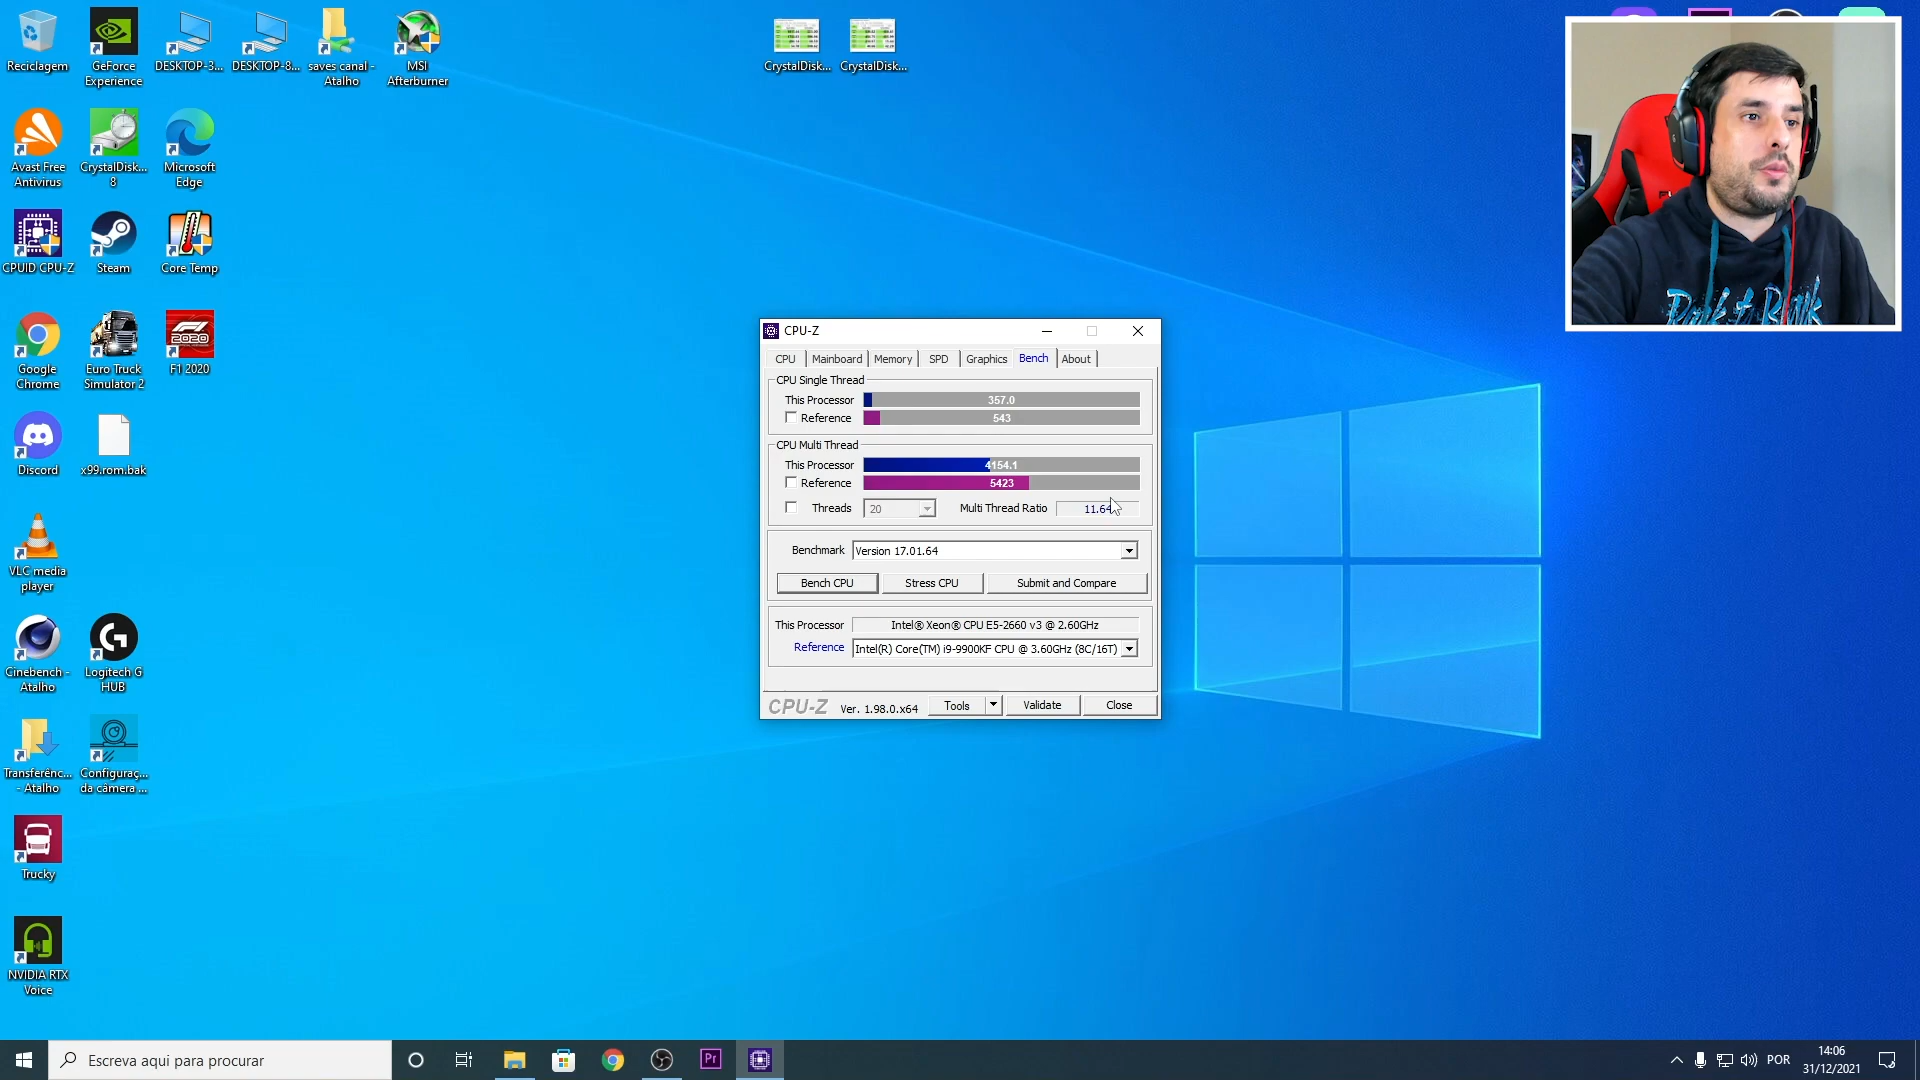 Reciclagem
GeForce
Experience
DESKTOP-3...
DESKTOP-8...
saves canal -
Atalho
MSI
Afterburner
CrystalDisk...
CrystalDisk...
Avast Free
Antivirus
CrystalDisk...
8
Microsoft
Edge
CPUID CPU-Z
Steam
Core Temp
Google
Chrome
Euro Truck
Simulator 2
2020
F1 2020
Discord
x99.rom.bak
VLC media
player
Cinebench -
Atalho
Logitech G
HUB
Transferênc...
- Atalho
Configuraç...
da câmera ...
Trucky
NVIDIA RTX
Voice
CPU-Z
CPU
Mainboard
Memory
SPD
Graphics
Bench
About
CPU Single Thread
This Processor
357.0
Reference
543
CPU Multi Thread
This Processor
4154.1
Reference
5423
Threads
20
Multi Thread Ratio
11.64
Benchmark
Version 17.01.64
Bench CPU
Stress CPU
Submit and Compare
This Processor
Intel® Xeon® CPU E5-2660 v3 @ 2.60GHz
Reference
Intel(R) Core(TM) i9-9900KF CPU @ 3.60GHz (8C/16T)
CPU-Z
Ver. 1.98.0.x64
Tools
Validate
Close
Escreva aqui para procurar
Pr
POR
14:06
31/12/2021